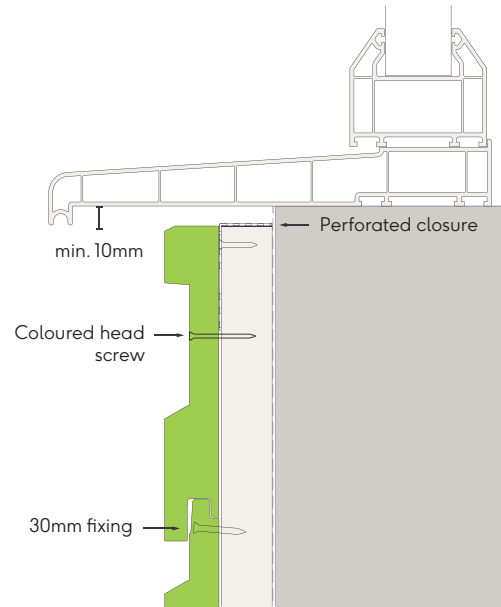 Perforated closure
min. 10mm
Coloured head
screw
30mm fixing